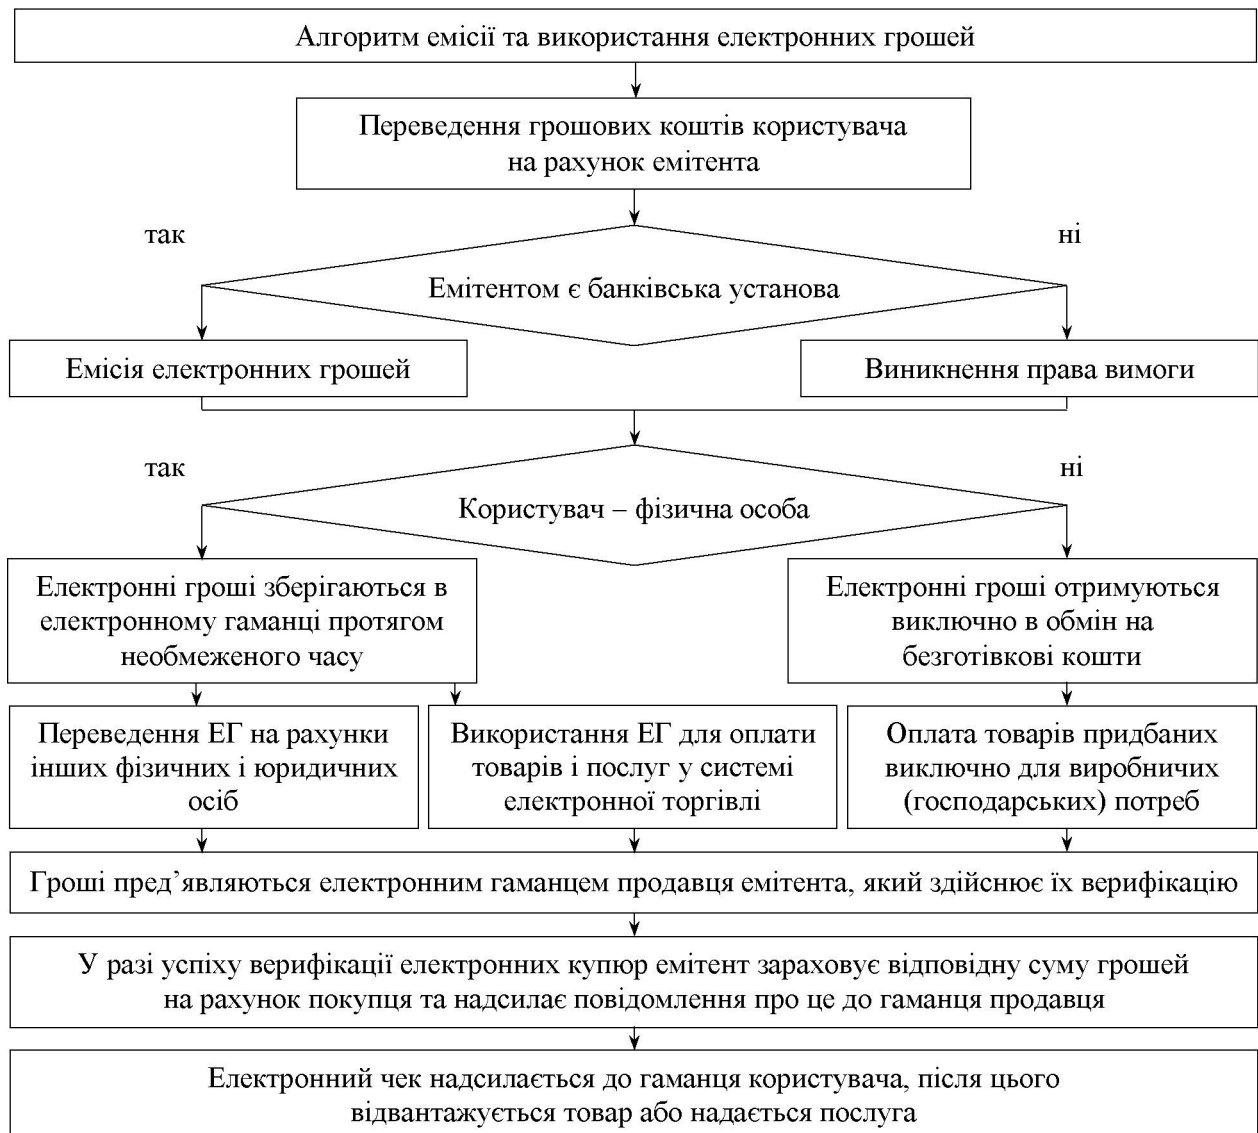 Алгоритм емісії та використання електронних грошей
Переведення грошових коштів користувача
на рахунок емітента
так
ні
Емітентом є банківська установа
Емісія електронних грошей
Виникнення права вимоги
так
ні
Користувач – фізична особа
Електронні гроші зберігаються в
електронному гаманці протягом
необмеженого часу
Електронні гроші отримуються
виключно в обмін на
безготівкові кошти
Переведення ЕГ на рахунки
інших фізичних і юридичних
осіб
Використання ЕГ для оплати
товарів і послуг у системі
електронної торгівлі
Оплата товарів придбаних
виключно для виробничих
(господарських) потреб
Гроші пред’являються електронним гаманцем продавця емітента, який здійснює їх верифікацію
У разі успіху верифікації електронних купюр емітент зараховує відповідну суму грошей
на рахунок покупця та надсилає повідомлення про це до гаманця продавця
Електронний чек надсилається до гаманця користувача, після цього
відвантажується товар або надається послуга